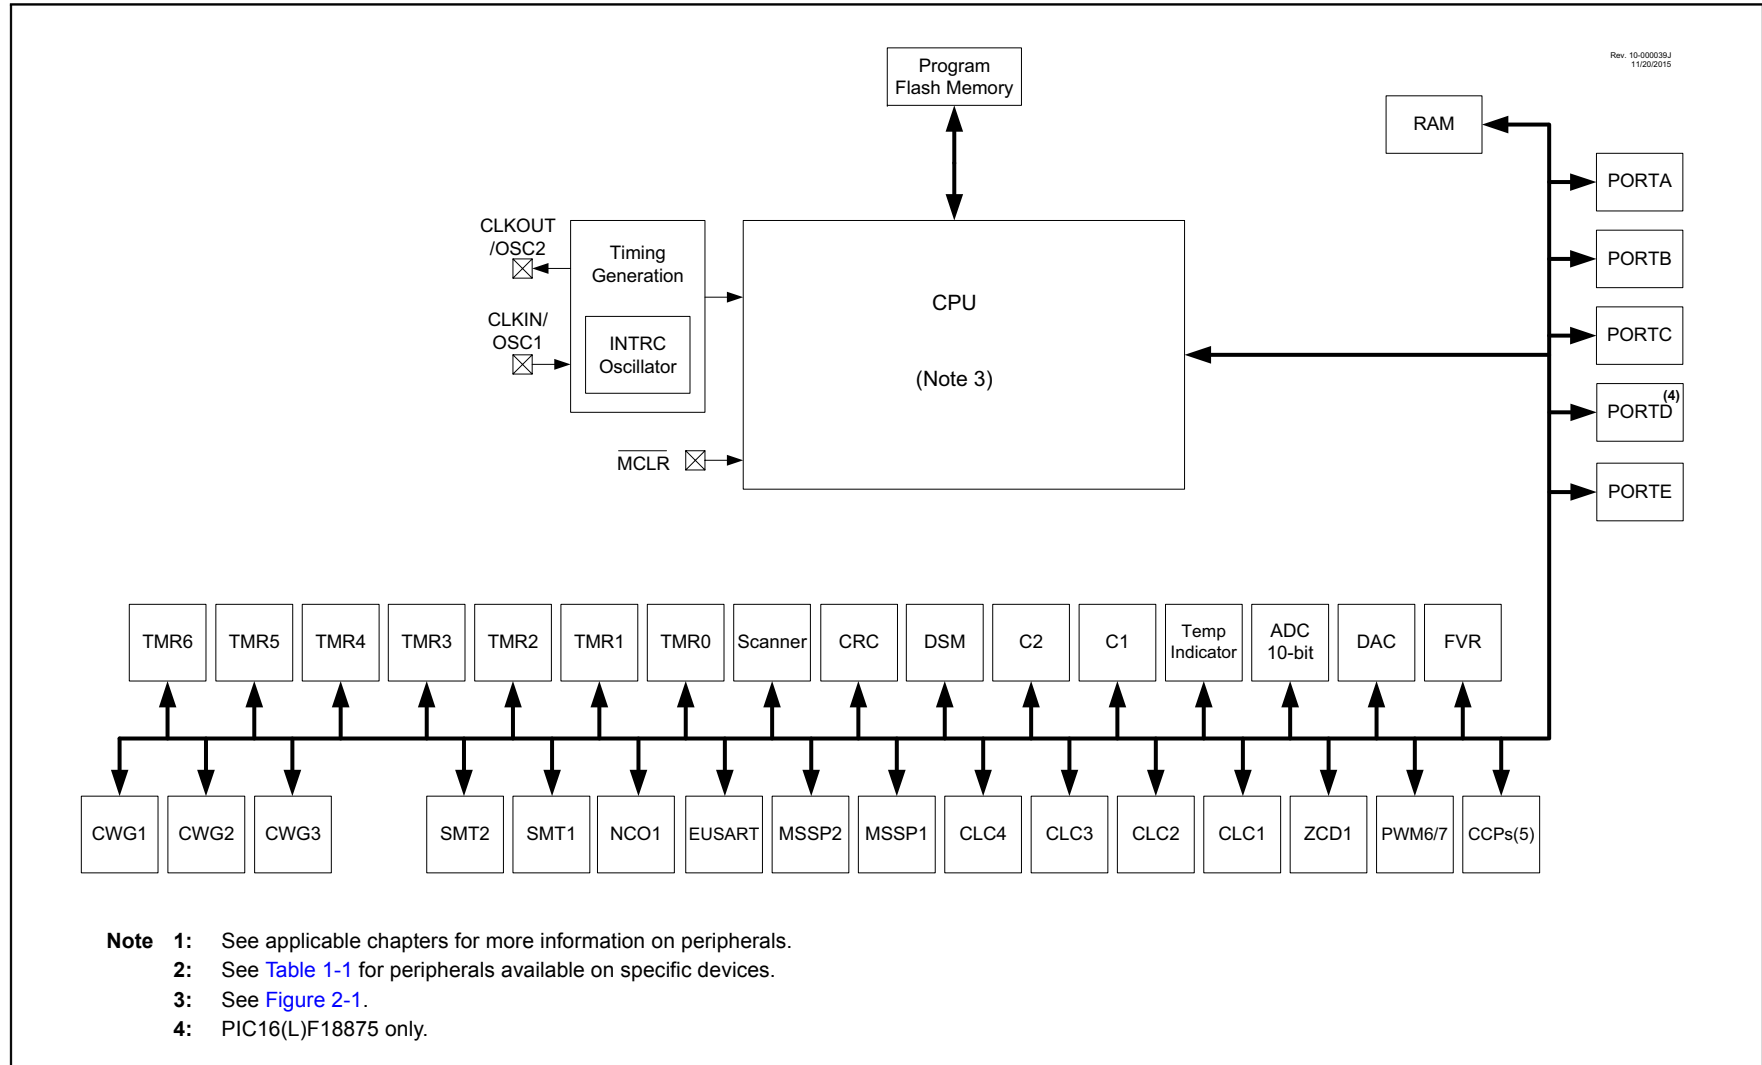 Rev. 10-000039J
11/20/2015
Program
Flash Memory
RAM
PORTA
CLKOUT
/OSC2
Timing
Generation
PORTB
CPU
CLKIN/
OSC1
INTRC
Oscillator
PORTC
(Note 3)
(4)
PORTD
MCLR
PORTE
TMR6 TMR5 TMR4 TMR3 TMR2 TMR1 TMR0 Scanner CRC DSM C2 C1 Temp Indicator ADC 10-bit DAC FVR
CWG1 CWG2 CWG3 SMT2 SMT1 NCO1 EUSART MSSP2 MSSP1 CLC4 CLC3 CLC2 CLC1 ZCD1 PWM6/7 CCPs(5)
Note 1: See applicable chapters for more information on peripherals.
2: See Table 1-1 for peripherals available on specific devices.
3: See Figure 2-1.
4: PIC16(L)F18875 only.